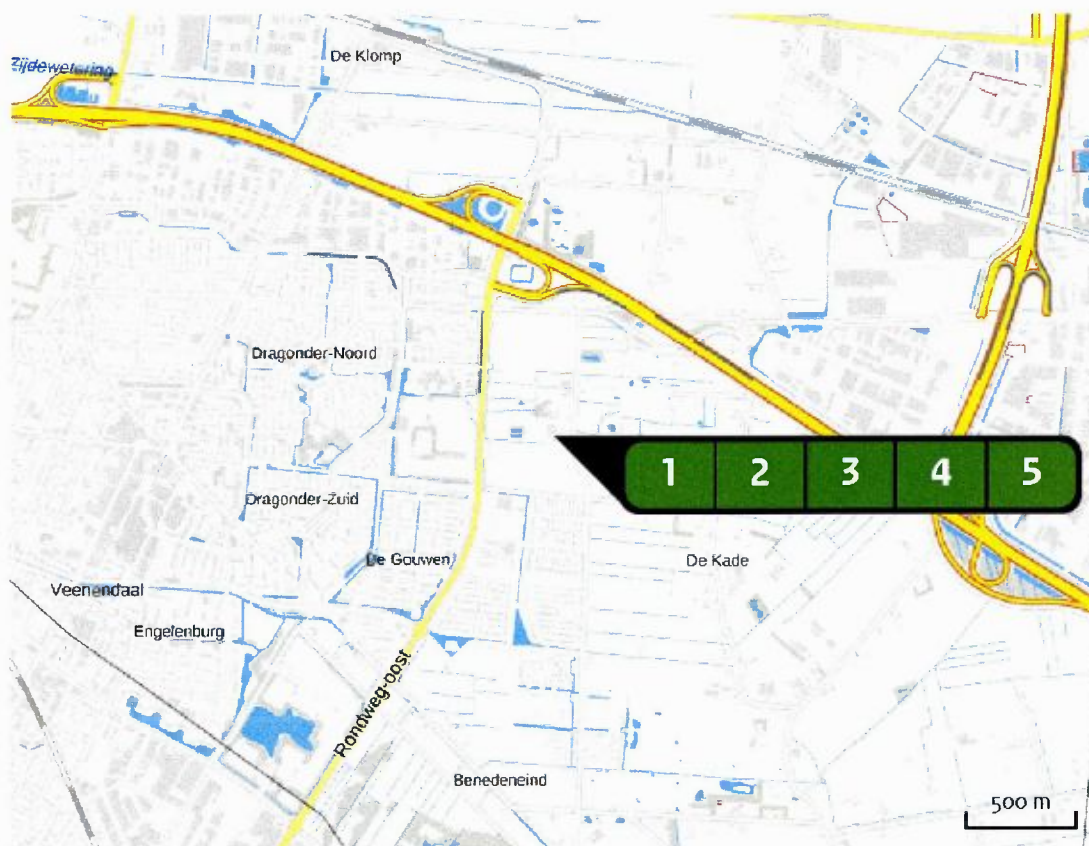 De Klomp
Zijdewetering
Dragonder-Noord
1 2 3 4 5
Dragonder-Zuid
De Gouwen
De Kade
Veenendaal
Engelenburg
Rondweg-oost
Benedeneind
500 m